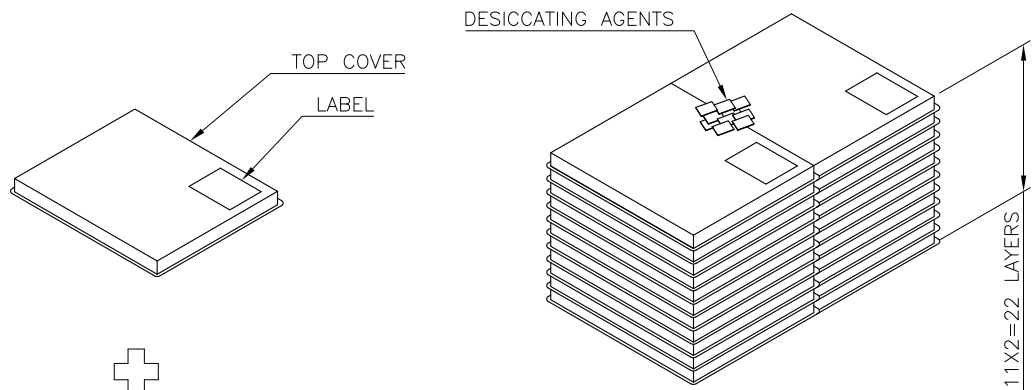 DESICCATING AGENTS
TOP COVER
LABEL
11X2=22 LAYERS